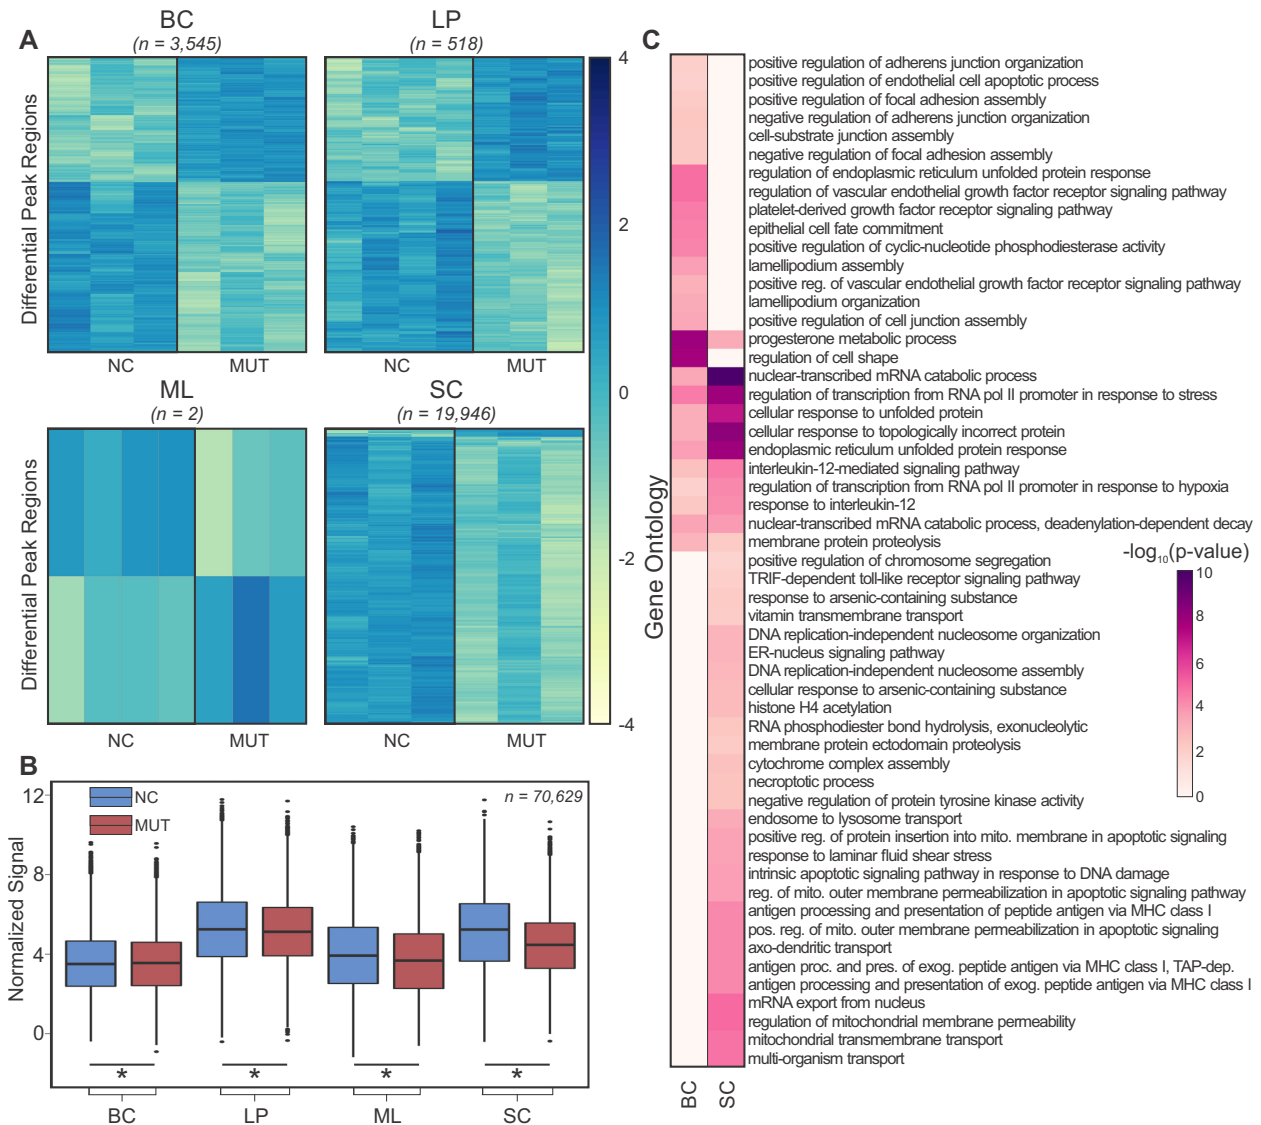 A
BC
(n = 3,545)
LP
(n = 518)
Differential Peak Regions
NC
MUT
NC
MUT
4
2
0
-2
-4
ML
(n = 2)
SC
(n = 19,946)
Differential Peak Regions
NC
MUT
NC
MUT
B
Normalized Signal
12
8
4
0
NC
MUT
n = 70,629
*
*
*
*
BC
LP
ML
SC
C
Gene Ontology
positive regulation of adherens junction organization
positive regulation of endothelial cell apoptotic process
positive regulation of focal adhesion assembly
negative regulation of adherens junction organization
cell-substrate junction assembly
negative regulation of focal adhesion assembly
regulation of endoplasmic reticulum unfolded protein response
regulation of vascular endothelial growth factor receptor signaling pathway
platelet-derived growth factor receptor signaling pathway
epithelial cell fate commitment
positive regulation of cyclic-nucleotide phosphodiesterase activity
lamellipodium assembly
positive reg. of vascular endothelial growth factor receptor signaling pathway
lamellipodium organization
positive regulation of cell junction assembly
progesterone metabolic process
regulation of cell shape
nuclear-transcribed mRNA catabolic process
regulation of transcription from RNA pol II promoter in response to stress
cellular response to unfolded protein
cellular response to topologically incorrect protein
endoplasmic reticulum unfolded protein response
interleukin-12-mediated signaling pathway
regulation of transcription from RNA pol II promoter in response to hypoxia
response to interleukin-12
nuclear-transcribed mRNA catabolic process, deadenylation-dependent decay
membrane protein proteolysis
positive regulation of chromosome segregation
TRIF-dependent toll-like receptor signaling pathway
response to arsenic-containing substance
vitamin transmembrane transport
DNA replication-independent nucleosome organization
ER-nucleus signaling pathway
DNA replication-independent nucleosome assembly
cellular response to arsenic-containing substance
histone H4 acetylation
RNA phosphodiester bond hydrolysis, exonucleolytic
membrane protein ectodomain proteolysis
cytochrome complex assembly
necroptotic process
negative regulation of protein tyrosine kinase activity
endosome to lysosome transport
positive reg. of protein insertion into mito. membrane in apoptotic signaling
response to laminar fluid shear stress
intrinsic apoptotic signaling pathway in response to DNA damage
reg. of mito. outer membrane permeabilization in apoptotic signaling pathway
antigen processing and presentation of peptide antigen via MHC class I
pos. reg. of mito. outer membrane permeabilization in apoptotic signaling
axo-dendritic transport
antigen proc. and pres. of exog. peptide antigen via MHC class I, TAP-dep.
antigen processing and presentation of exog. peptide antigen via MHC class I
mRNA export from nucleus
regulation of mitochondrial membrane permeability
mitochondrial transmembrane transport
multi-organism transport
BC
SC
-log₁₀(p-value)
10
8
6
4
2
0